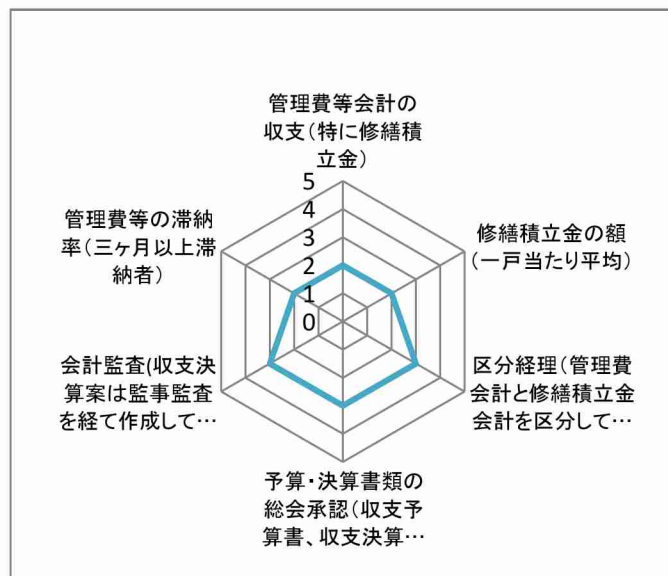 管理費等会計の
収支(特に修繕積
立金)
5
4
3
2
1
0
修繕積立金の額
(一戸当たり平均)
区分経理(管理費
会計と修繕積立金
会計を区分して…
予算・決算書類の
総会承認(収支予
算書、収支決算…
会計監査(収支決
算案は監事監査
を経て作成して…
管理費等の滞納
率(三ヶ月以上滞
納者)